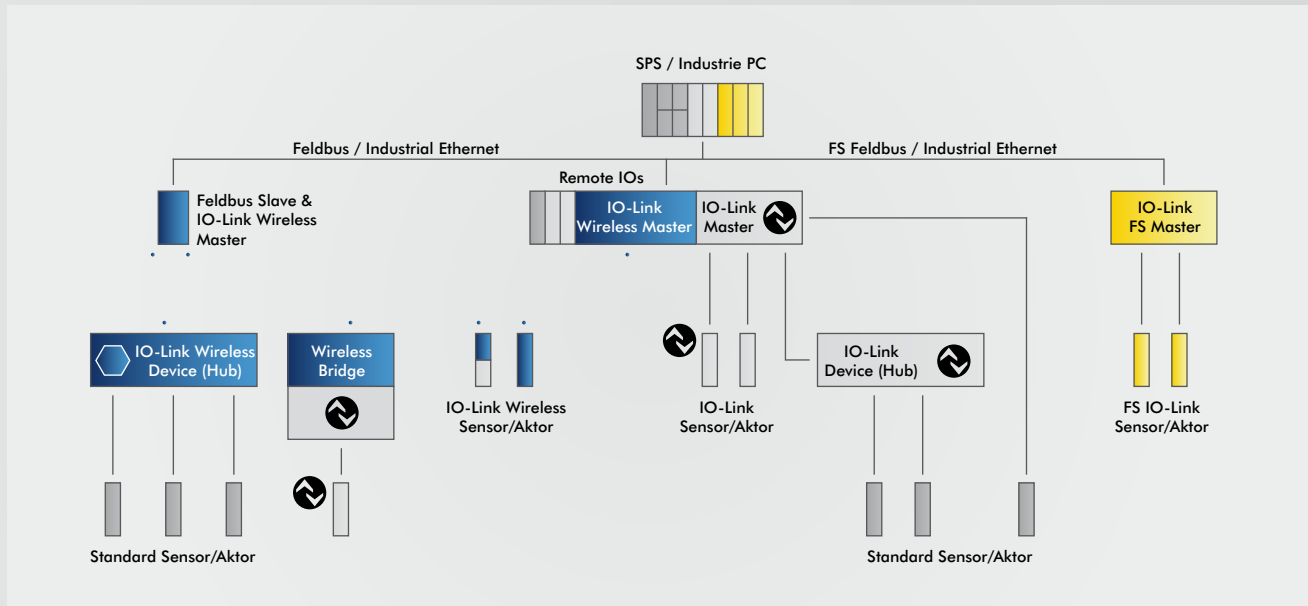 SPS / Industrie PC
Feldbus / Industrial Ethernet
FS Feldbus / Industrial Ethernet
Remote IOs
Feldbus Slave &
IO-Link Wireless
Master
IO-Link
Wireless Master
IO-Link
Master
IO-Link
FS Master
IO-Link Wireless
Device (Hub)
Wireless
Bridge
IO-Link Wireless
Sensor/Aktor
IO-Link
Sensor/Aktor
IO-Link
Device (Hub)
FS IO-Link
Sensor/Aktor
Standard Sensor/Aktor
Standard Sensor/Aktor